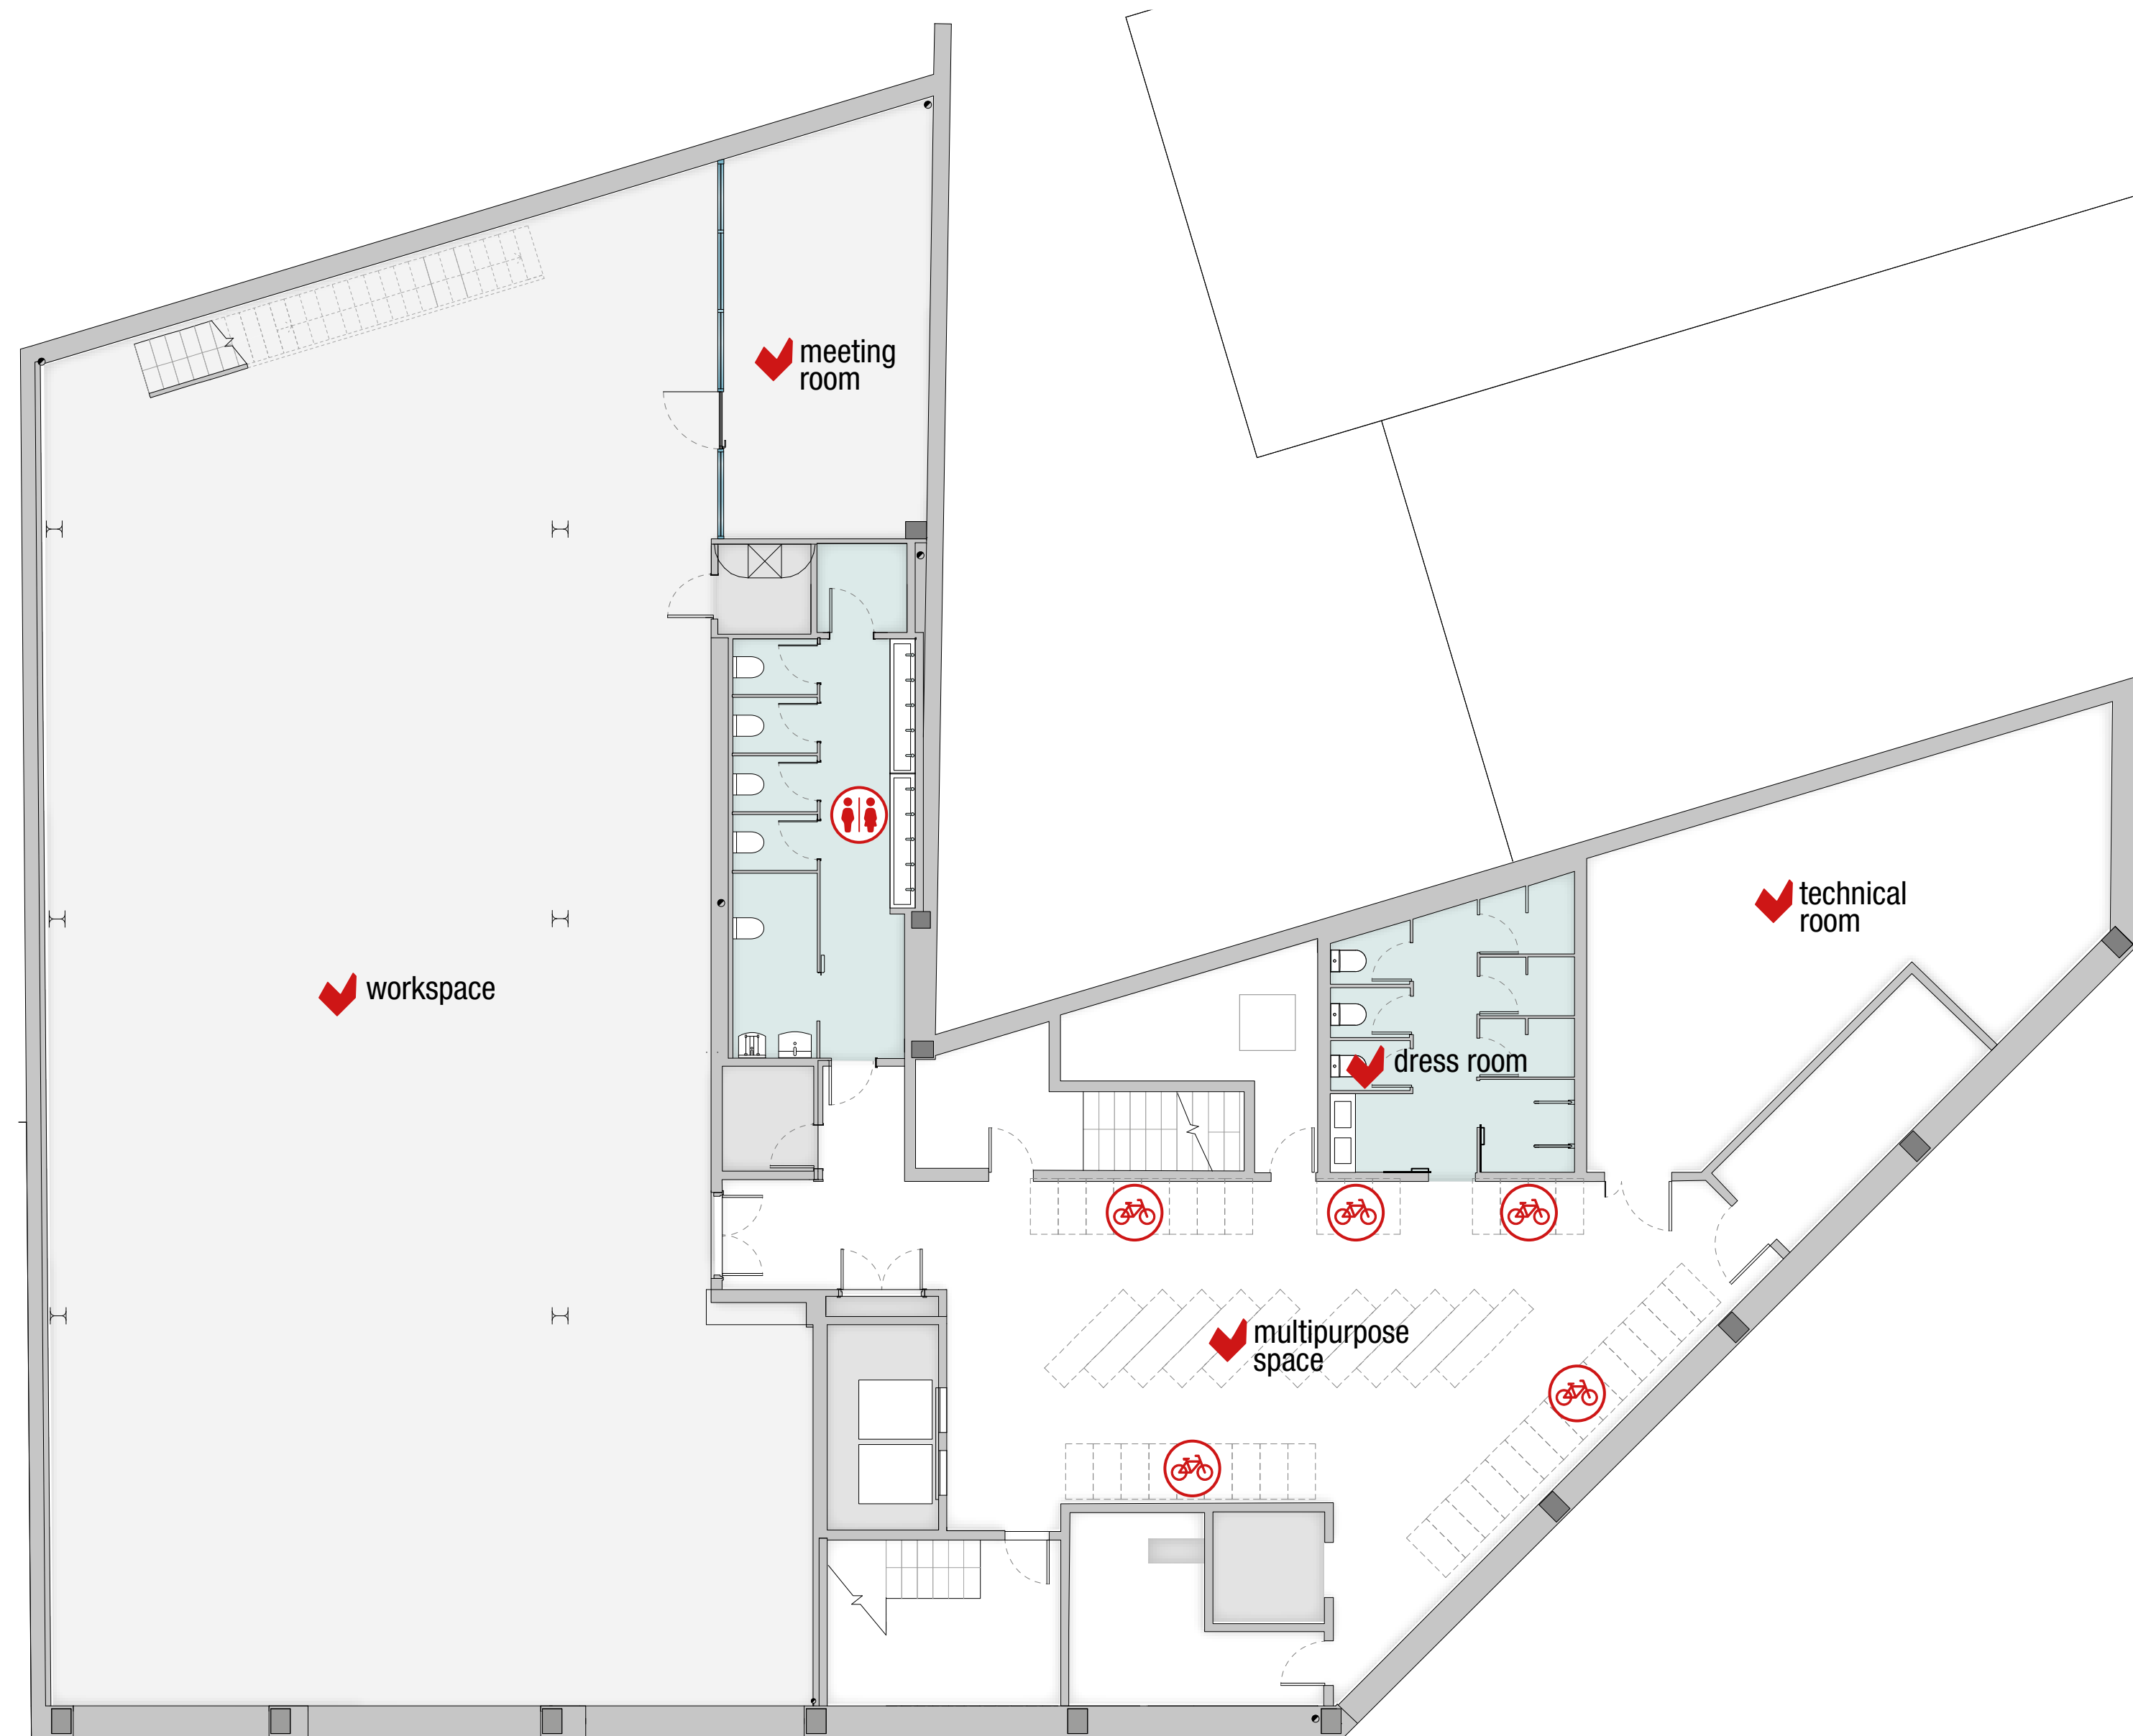 meeting
room
technical
room
workspace
dress room
multipurpose
space